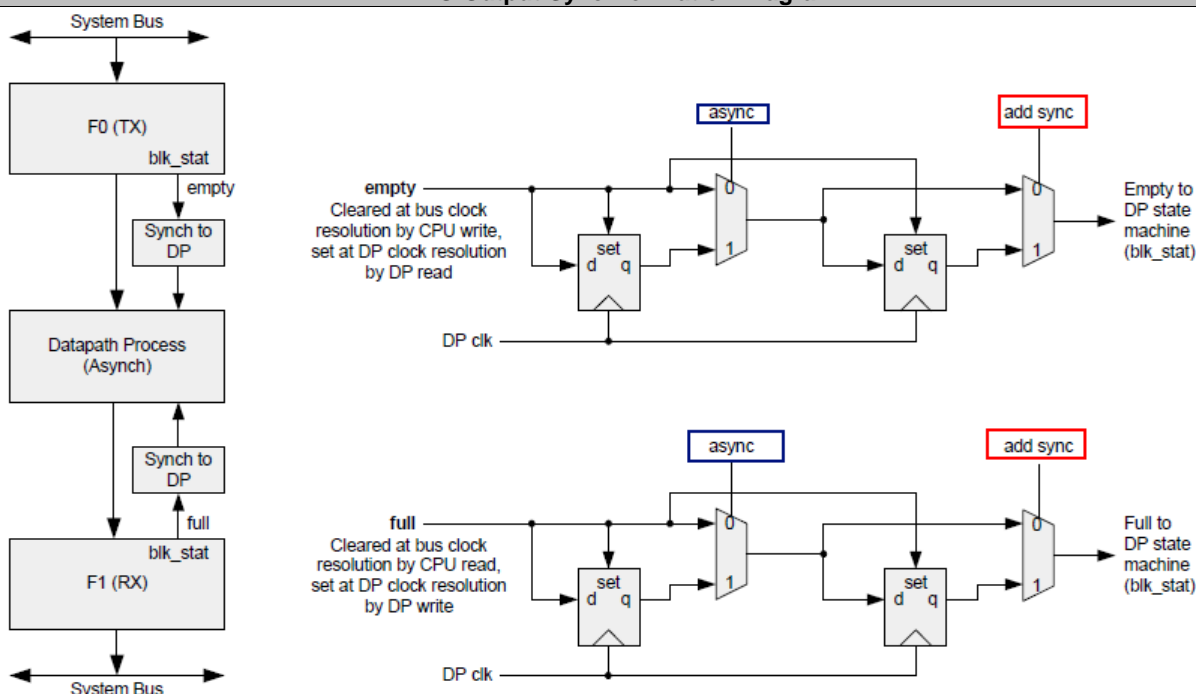 System Bus
F0 (TX)
blk_stat
empty
Synch to
DP
Datapath Process
(Asynch)
Synch to
DP
full
blk_stat
F1 (RX)
System Bus
async
add sync
empty
Cleared at bus clock
resolution by CPU write,
set at DP clock resolution
by DP read
0
1
set
d q
set
d q
0
1
Empty to
DP state
machine
(blk_stat)
DP clk
async
add sync
full
Cleared at bus clock
resolution by CPU read,
set at DP clock resolution
by DP write
0
1
set
d q
set
d q
0
1
Full to
DP state
machine
(blk_stat)
DP clk